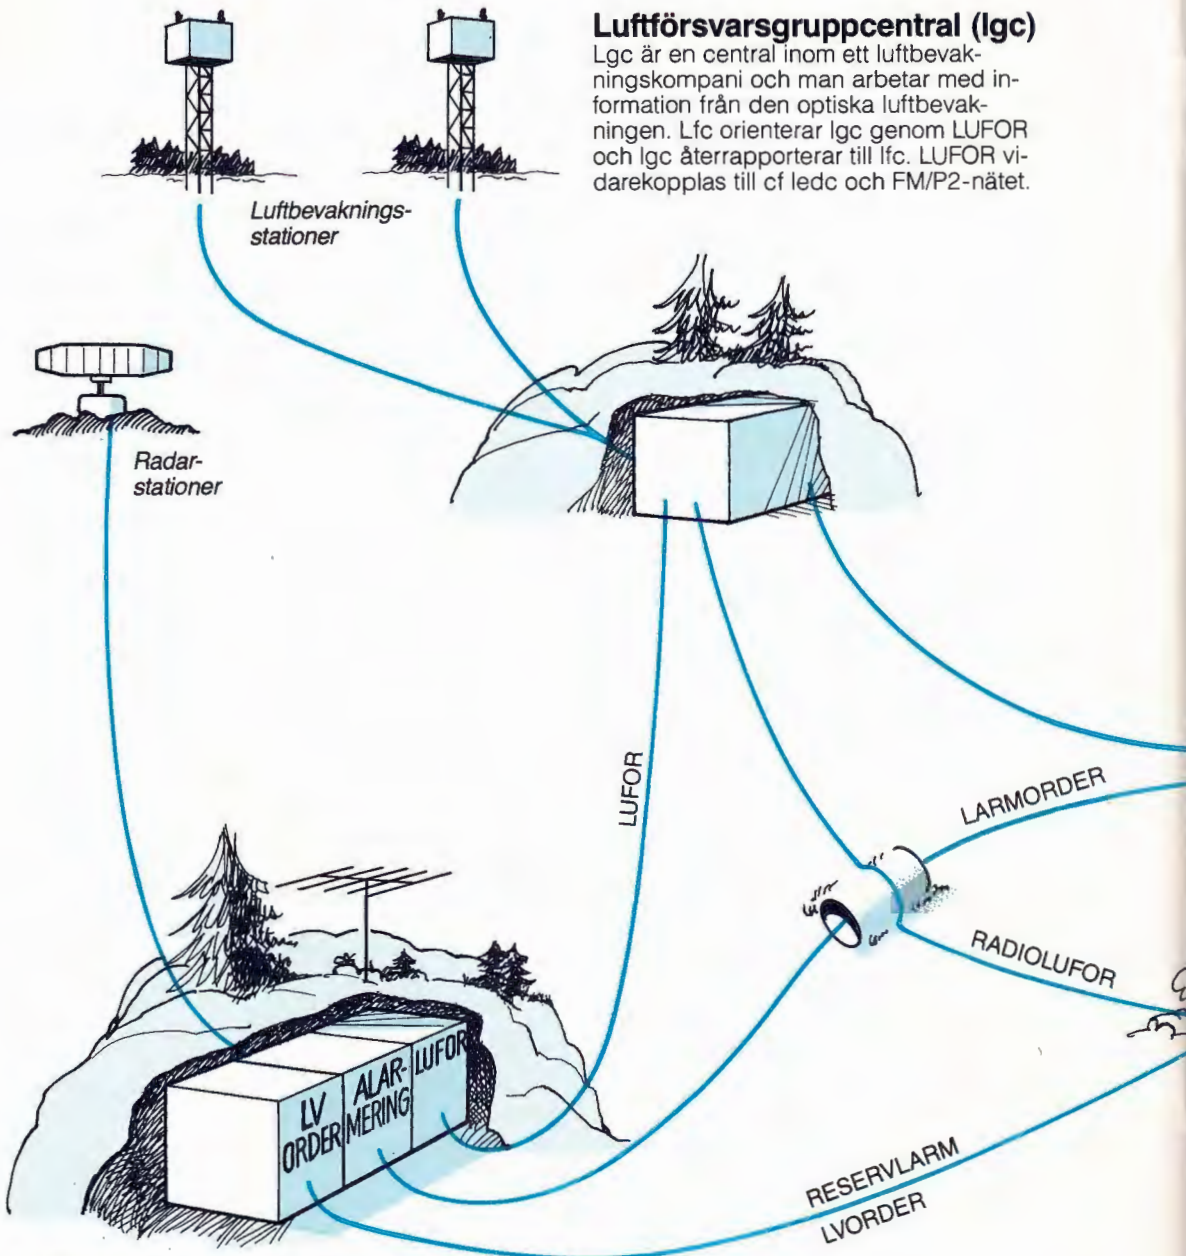 Luftförsvarsgruppcentral (lgc)
Lgc är en central inom ett luftbevak-
ningskompani och man arbetar med in-
formation från den optiska luftbevak-
ningen. Lfc orienterar lgc genom LUFOR
och lgc återrapporterar till lfc. LUFOR vi-
darekopplas till cf ledc och FM/P2-nätet.
Luftbevaknings-
stationer
Radar-
stationer
LUFOR
LARMORDER
RADIOLUFOR
LV
ORDER
ALAR-
MERING
LUFOR
RESERVLARM
LVORDER